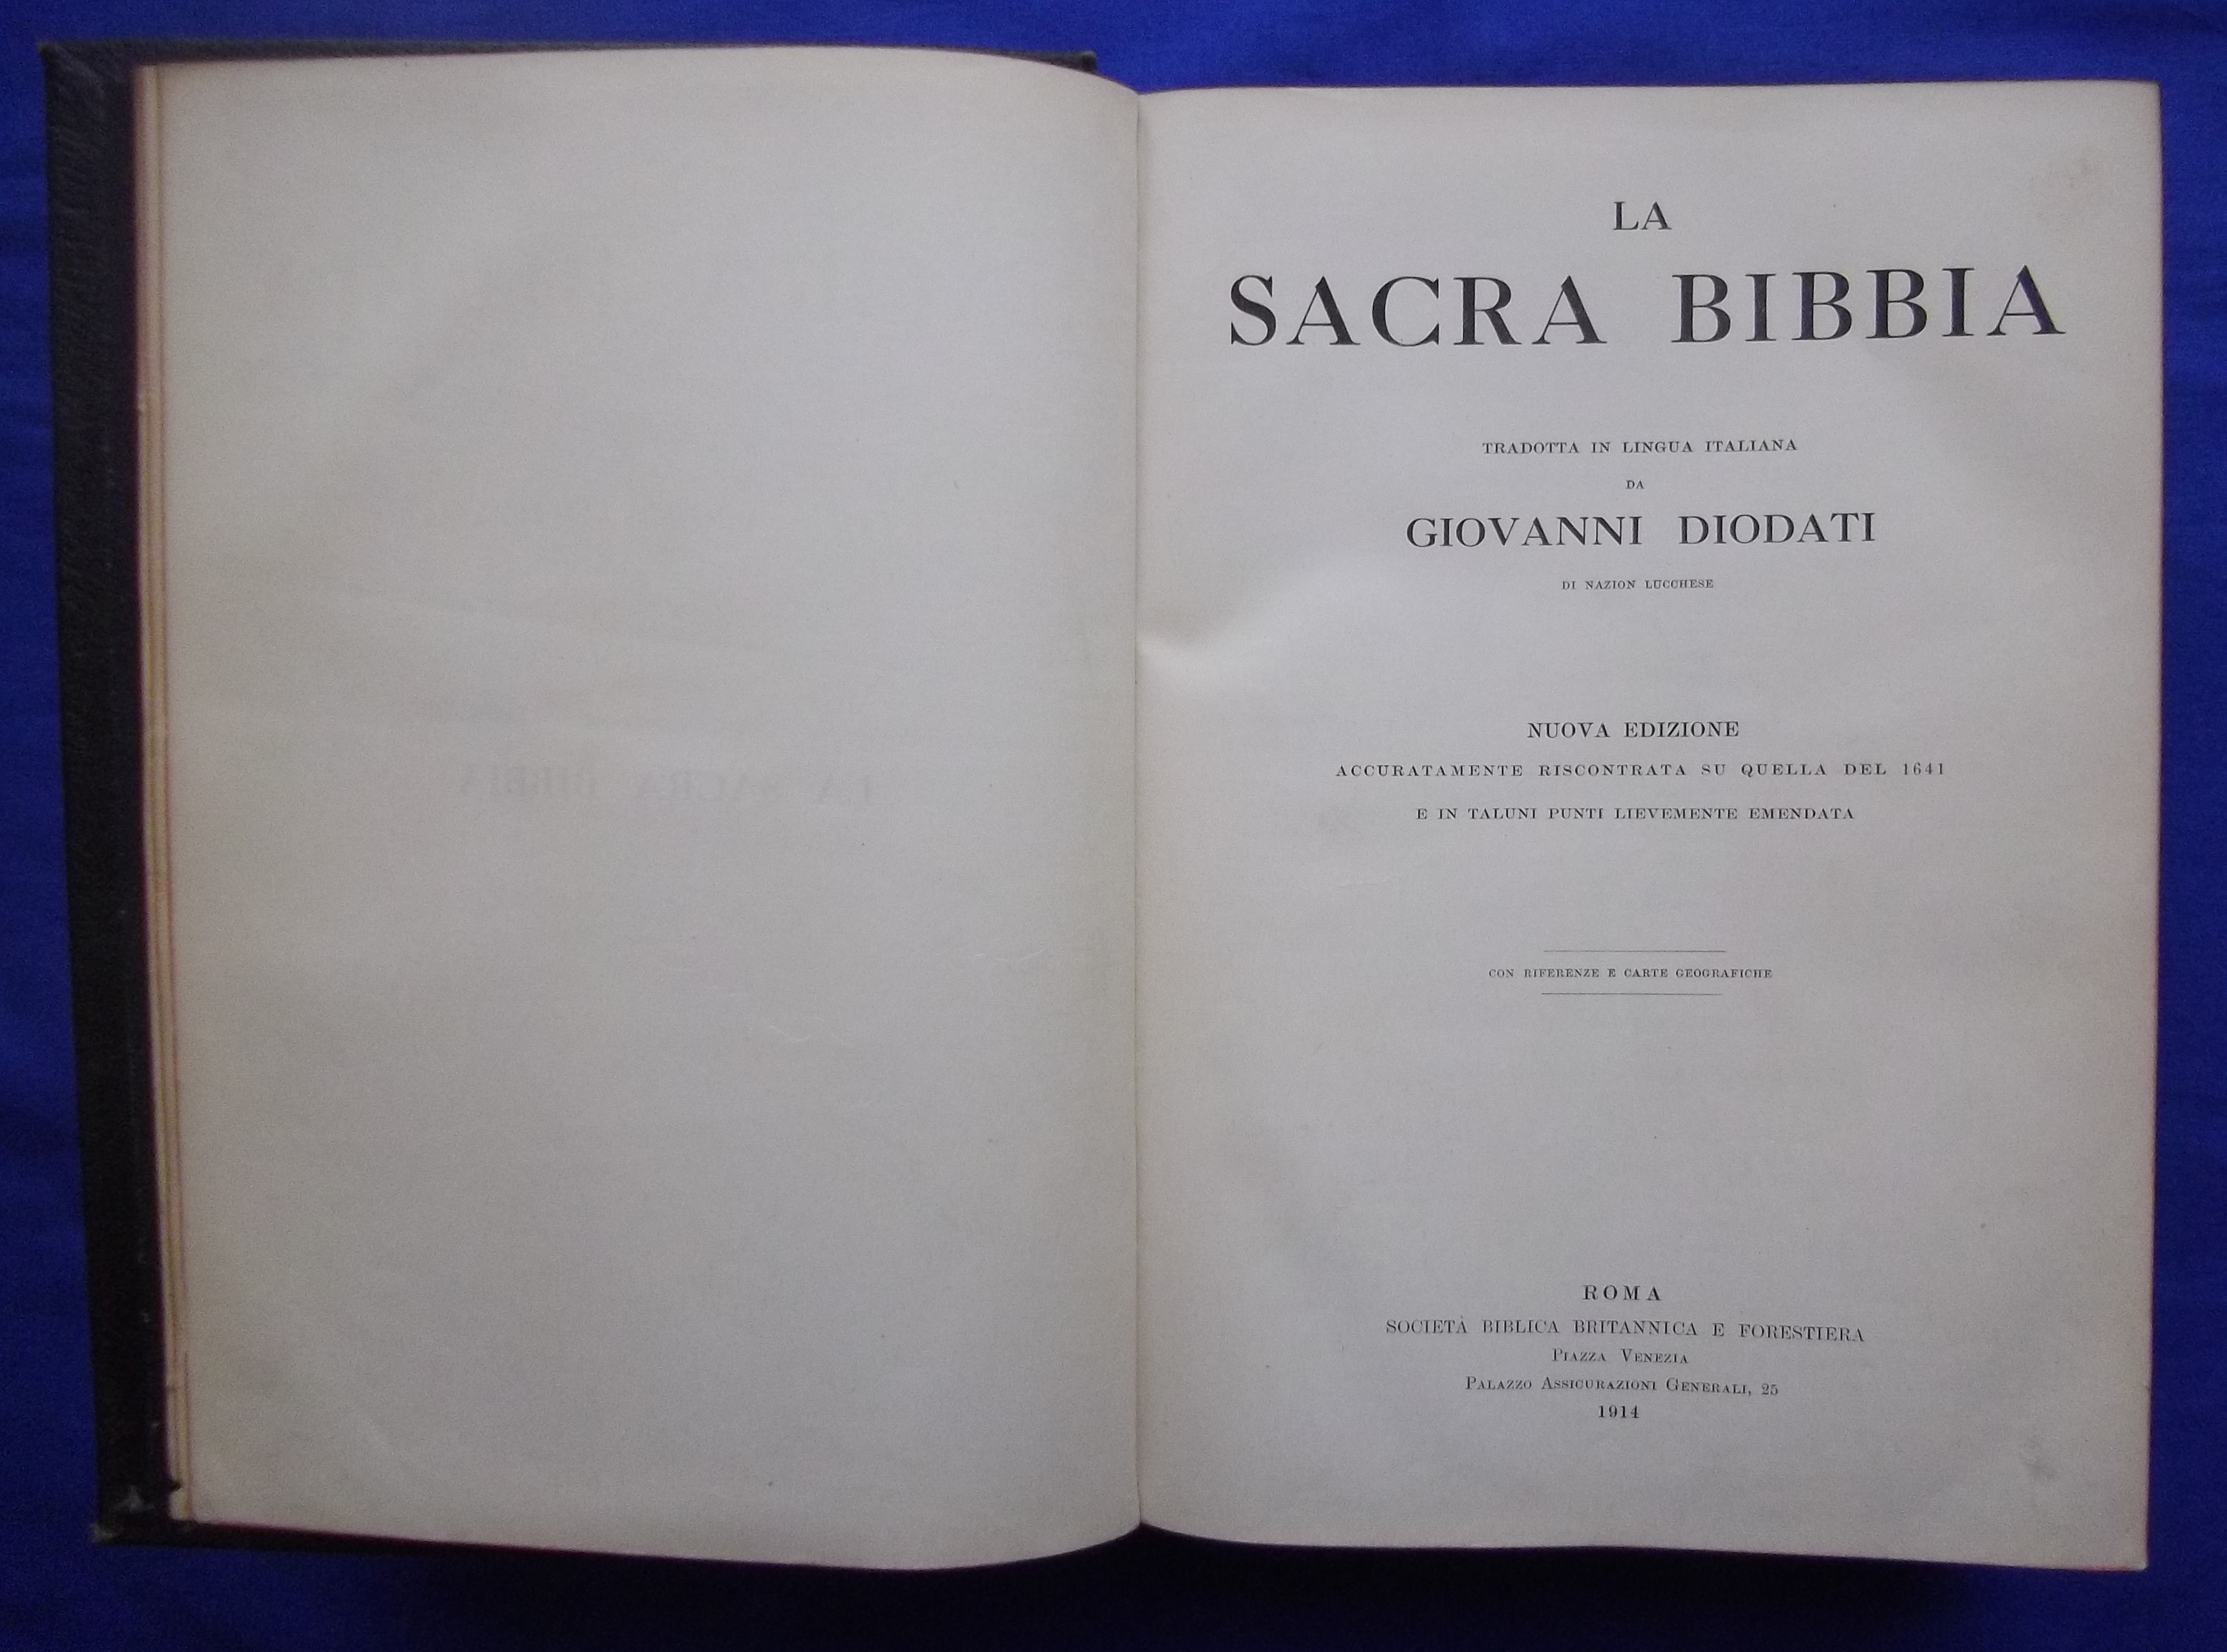 LA
SACRA BIBBIA
TRADOTTA IN LINGUA ITALIANA
DA
GIOVANNI DIODATI
DI NAZION LUCCHESE
NUOVA EDIZIONE
ACCURATAMENTE RISCONTRATA SU QUELLA DEL 1641
E IN TALUNI PUNTI LIEVEMENTE EMENDATA
CON RIFERENZE E CARTE GEOGRAFICHE
ROMA
SOCIETÀ BIBLICA BRITANNICA E FORESTIERA
PIAZZA VENEZIA
PALAZZO ASSICURAZIONI GENERALI, 25
1914